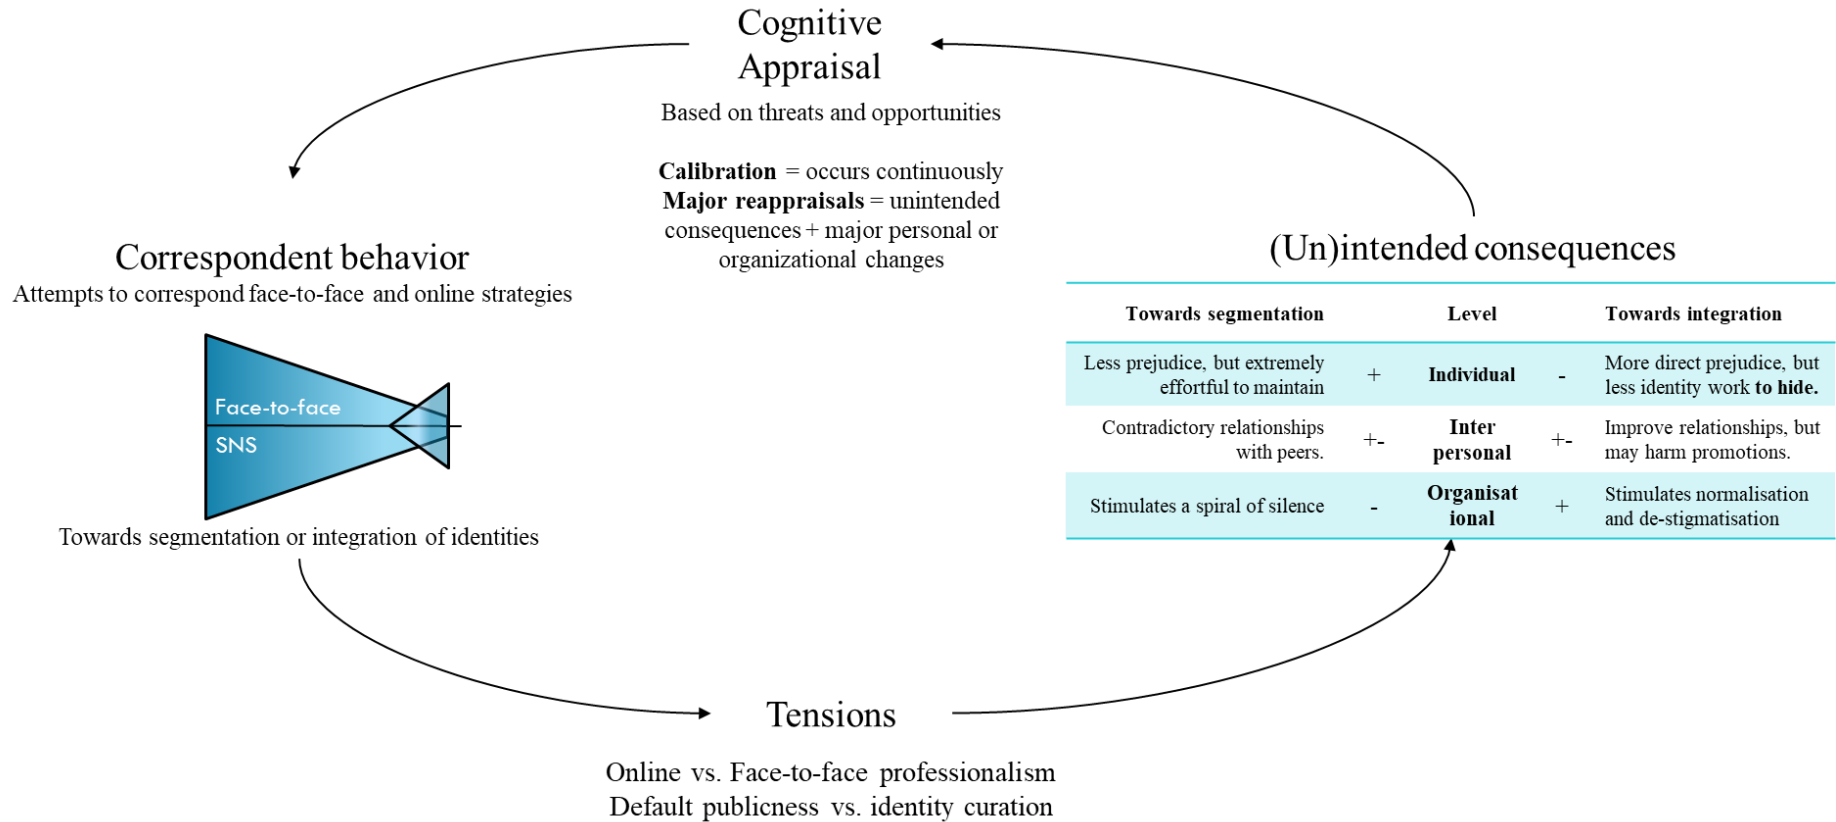 Cognitive
Appraisal
Based on threats and opportunities
Calibration = occurs continuously
Major reappraisals = unintended
consequences + major personal or
organizational changes
Correspondent behavior
Attempts to correspond face-to-face and online strategies
Face-to-face
SNS
Towards segmentation or integration of identities
Tensions
Online vs. Face-to-face professionalism
Default publicness vs. identity curation
(Un)intended consequences
Towards segmentation Level Towards integration
Less prejudice, but extremely
effortful to maintain
+
Individual
-
More direct prejudice, but
less identity work to hide.
Contradictory relationships
with peers.
+-
Inter
personal
+-
Improve relationships, but
may harm promotions.
Stimulates a spiral of silence
-
Organisat
ional
+
Stimulates normalisation
and de-stigmatisation